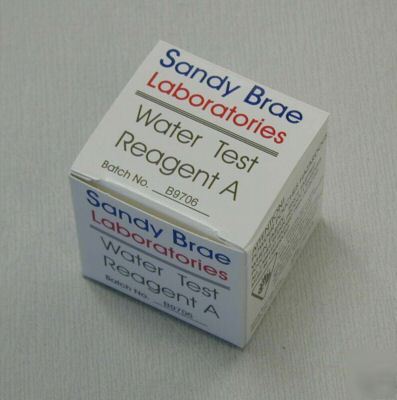 Sandy Brae
Laboratories
Water Test
Reagent A
Batch No. B9706
Sandy Brae
Laboratories
Water Test
Reagent A
Batch No. B9706